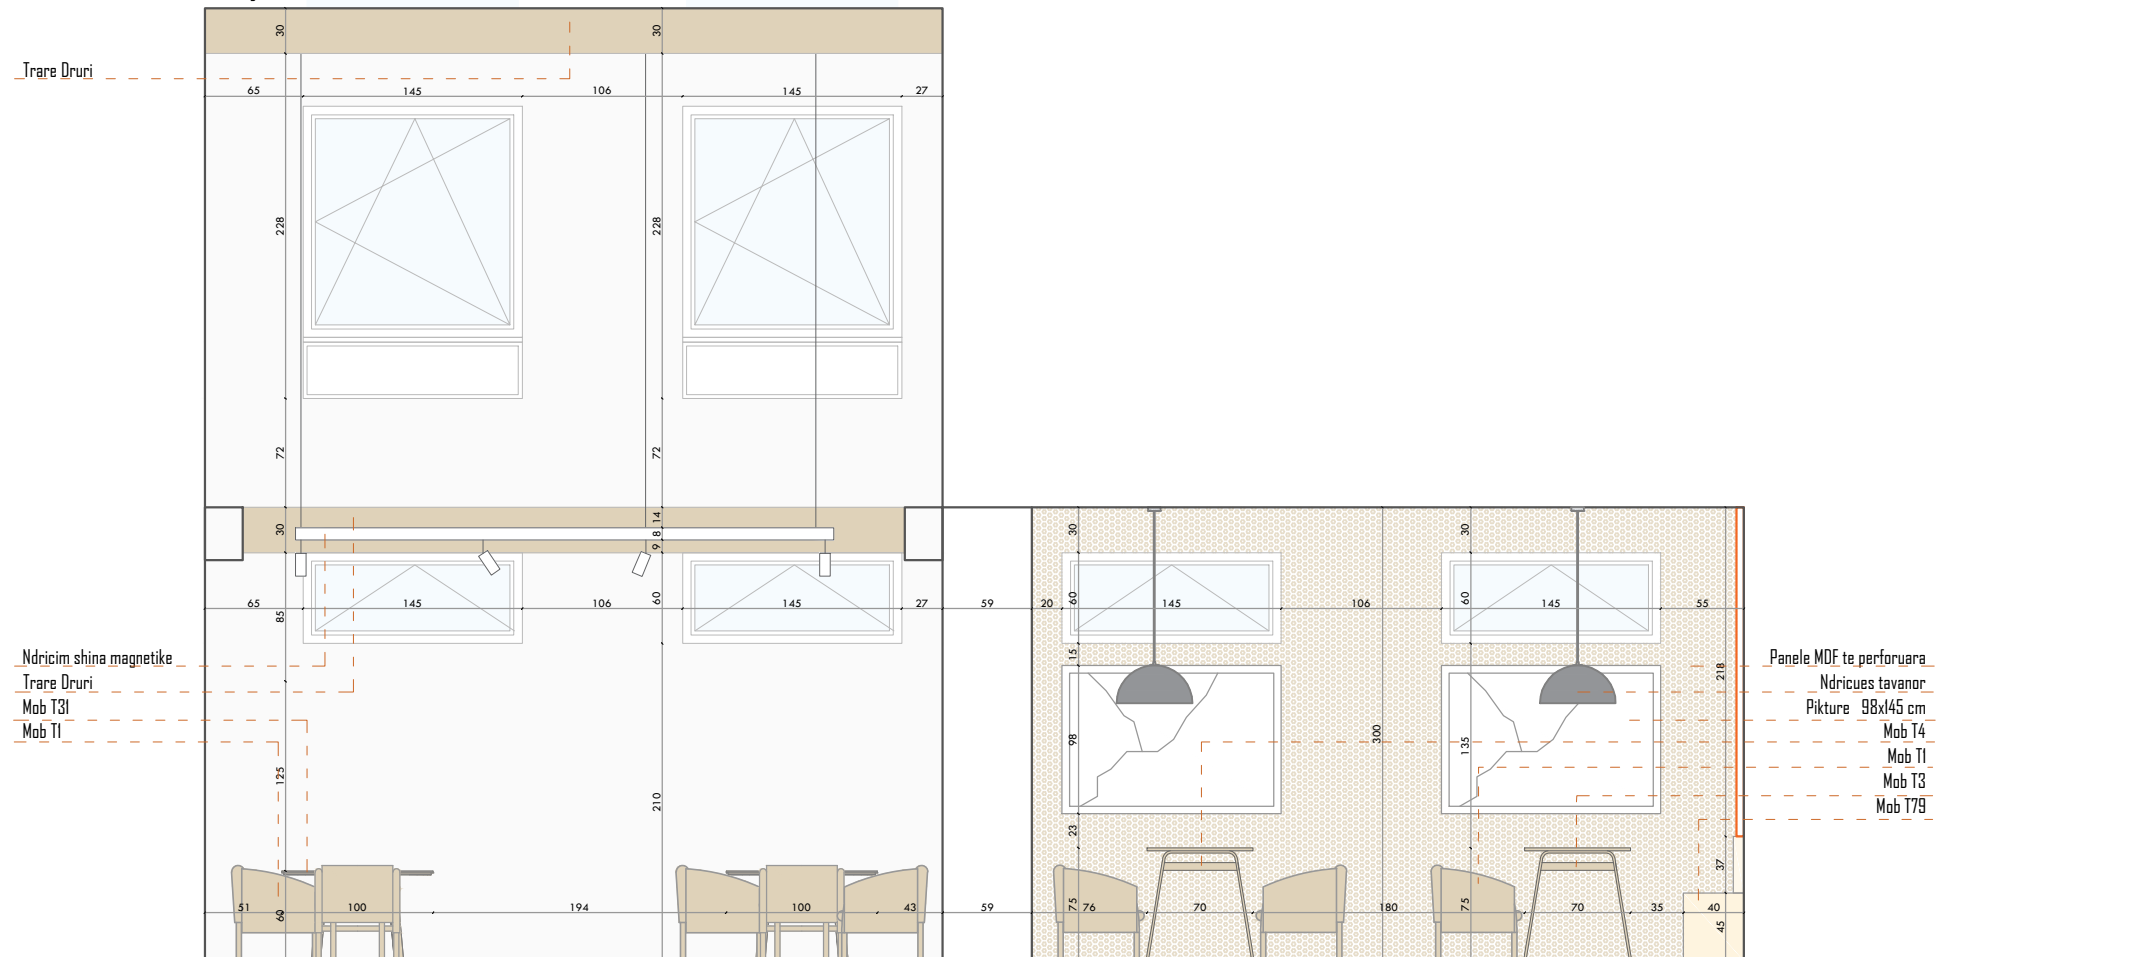 30 30
Trare Druri
65 145 106 145 27
228 228
72 72
30 14 8 9 30 30
60 60 60
65 145 106 145 27 59 20 145 106 145 55
85
15
Ndricim shina magnetike
Trare Druri
Mob T31
Mob T1
218
Panele MDF te perforuara
Ndricues tavanor
Pikture 98x145 cm
Mob T4
Mob T1
Mob T3
Mob T79
98 300 135
125 210
23 37
51 100 194 100 43 59 76 70 180 70 35 40
60 75 75 45